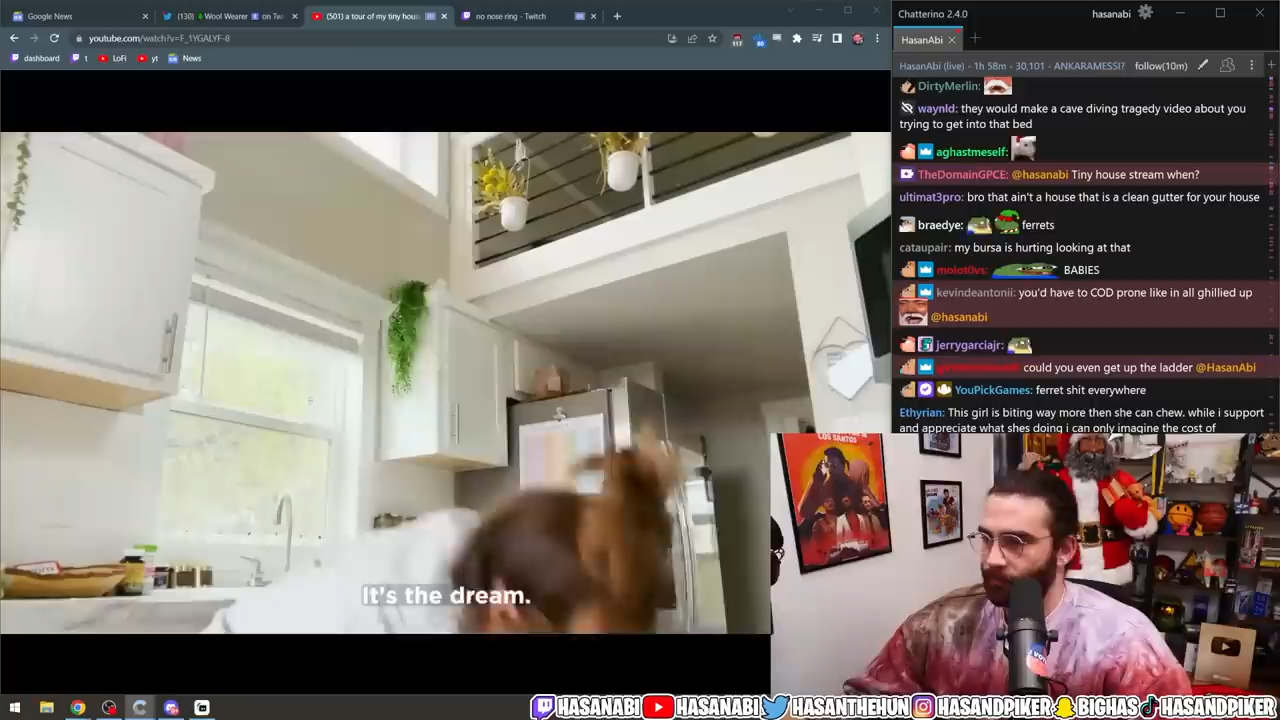 Google News
(130) Wool Wearer on Twi
(501) a tour of my tiny hous
no nose ring - Twitch
youtube.com/watch?v=F_1YGALYF-8
dashboard
t
LoFi
yt
News
Chatterino 2.4.0
hasanabi
HasanAbi
HasanAbi (live) - 1h 58m - 30,101 - ANKARAMESSI?
follow(10m)
DirtyMerlin:
waynld: they would make a cave diving tragedy video about you
trying to get into that bed
aghastmeself:
TheDomainGPCE: @hasanabi Tiny house stream when?
ultimat3pro: bro that ain't a house that is a clean gutter for your house
braedye: ferrets
cataupair: my bursa is hurting looking at that
molot0vs: BABIES
kevindeantonii: you'd have to COD prone like in all ghillied up
@hasanabi
jerrygarciajr:
could you even get up the ladder @HasanAbi
YouPickGames: ferret shit everywhere
Ethyrian: This girl is biting way more then she can chew. while i support
and appreciate what shes doing i can only imagine the cost of
LOS SANTOS
It's the dream.
HASANABI HASANABI HASANTHEHUN HASANDPIKER BIGHAS HASANDPIKER